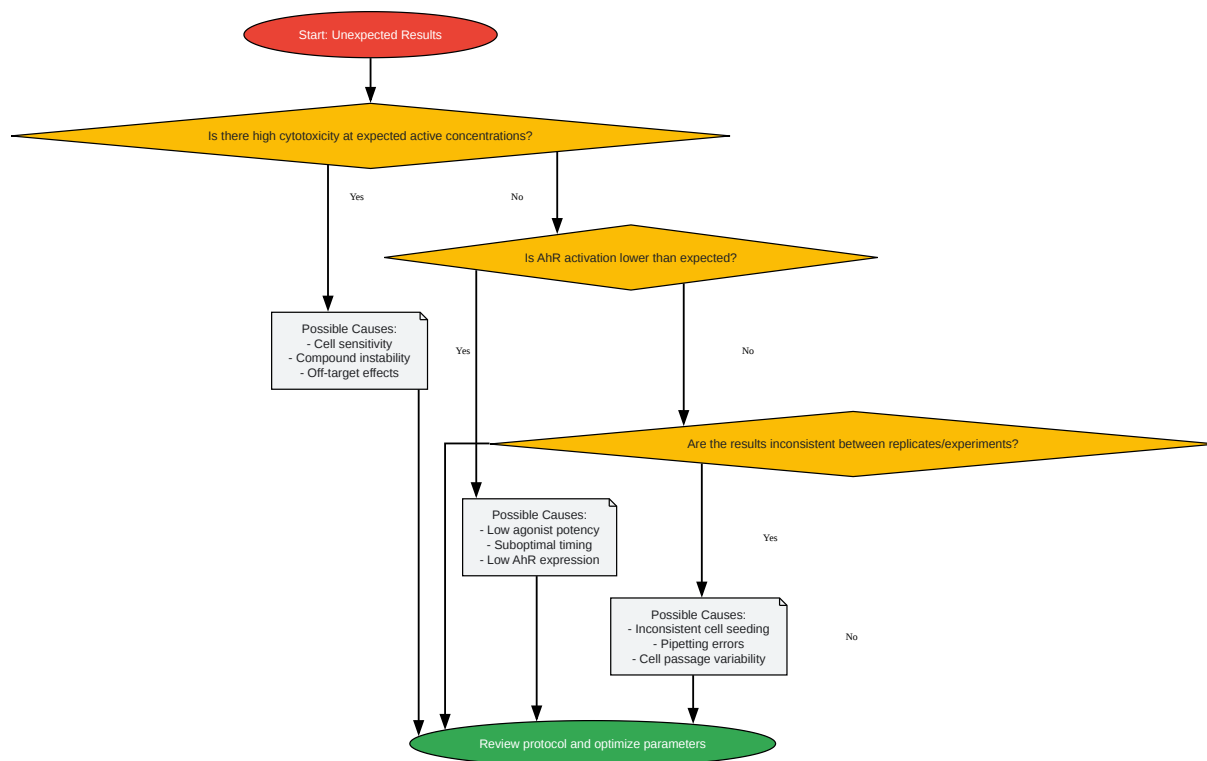 Start: Unexpected Results
Is there high cytotoxicity at expected active concentrations?
Yes
No
Is AhR activation lower than expected?
Possible Causes:
- Cell sensitivity
- Compound instability
- Off-target effects
Yes
No
Are the results inconsistent between replicates/experiments?
Possible Causes:
- Low agonist potency
- Suboptimal timing
- Low AhR expression
Yes
Possible Causes:
- Inconsistent cell seeding
- Pipetting errors
- Cell passage variability
No
Review protocol and optimize parameters